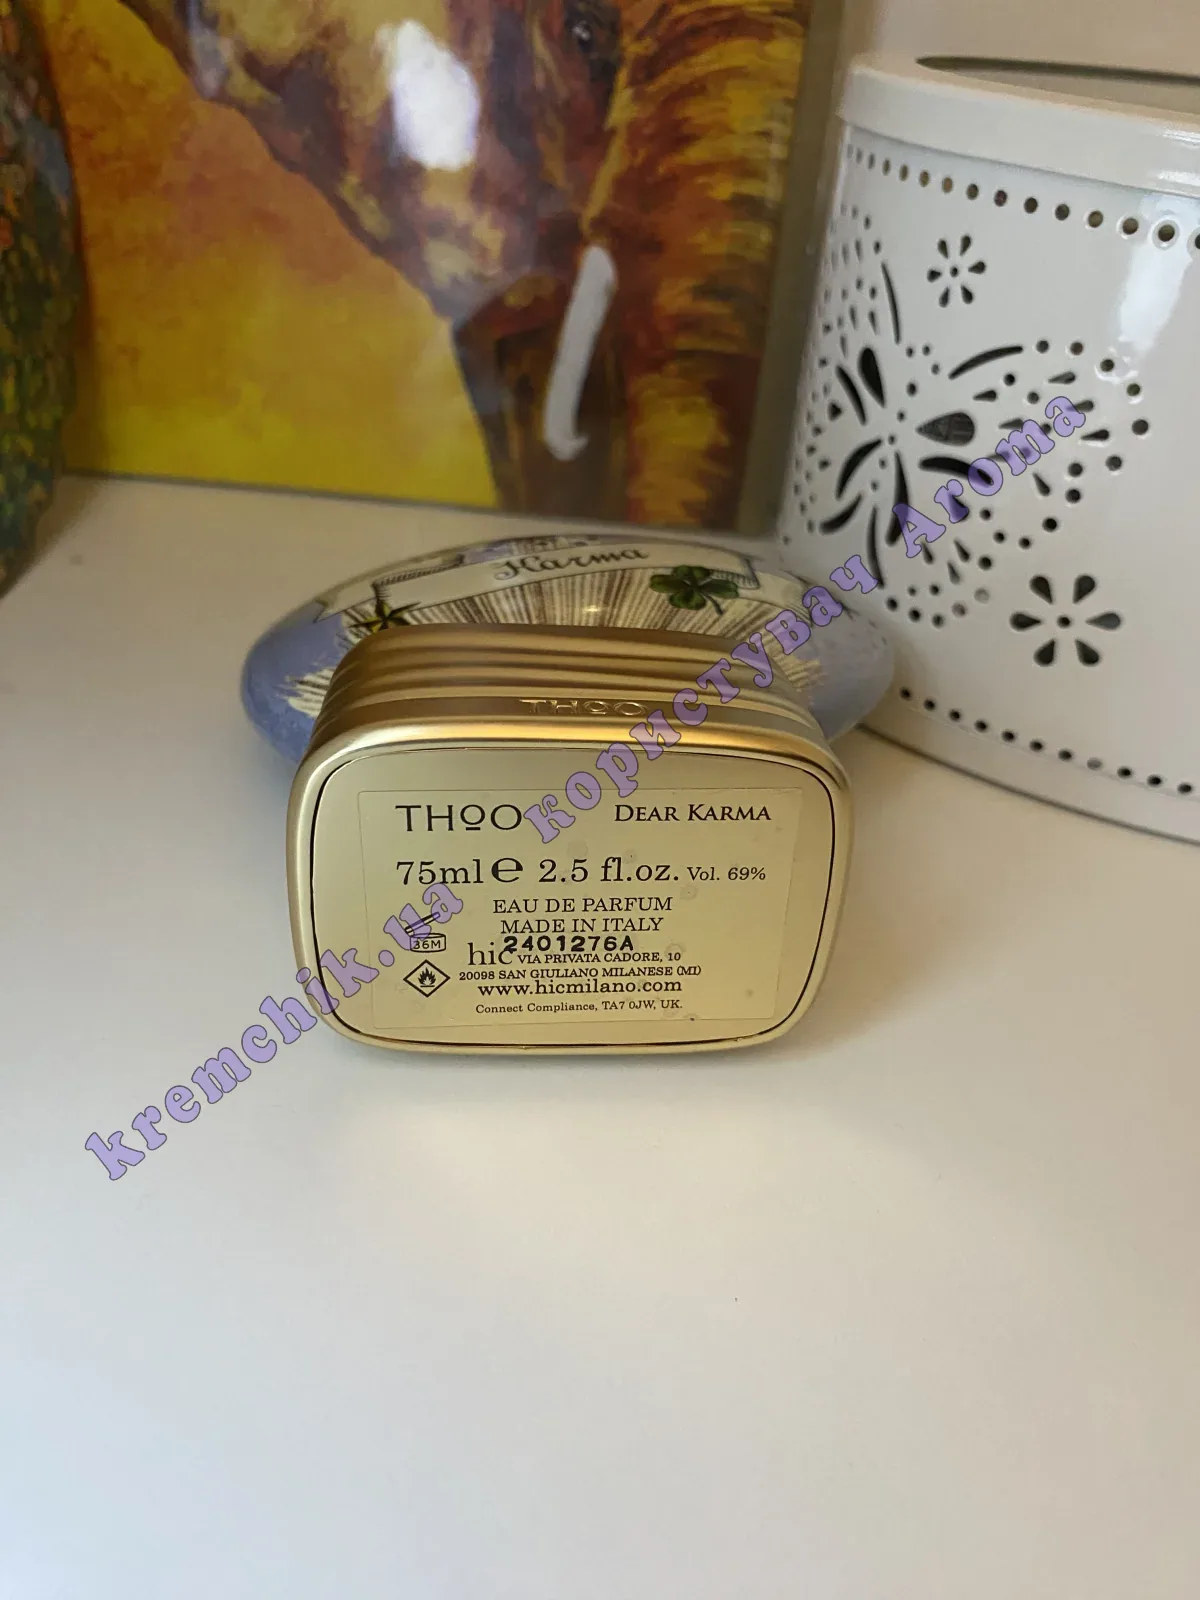 Karma
THOO
THOO DEAR KARMA
75ml e 2.5 fl.oz. Vol. 69%
EAU DE PARFUM
MADE IN ITALY
36M
2401276A
hic VIA PRIVATA CADORE, 10
20098 SAN GIULIANO MILANESE (MI)
www.hicmilano.com
Connect Compliance, TA7 0JW, UK.
kremchik.ua користувач Aroma